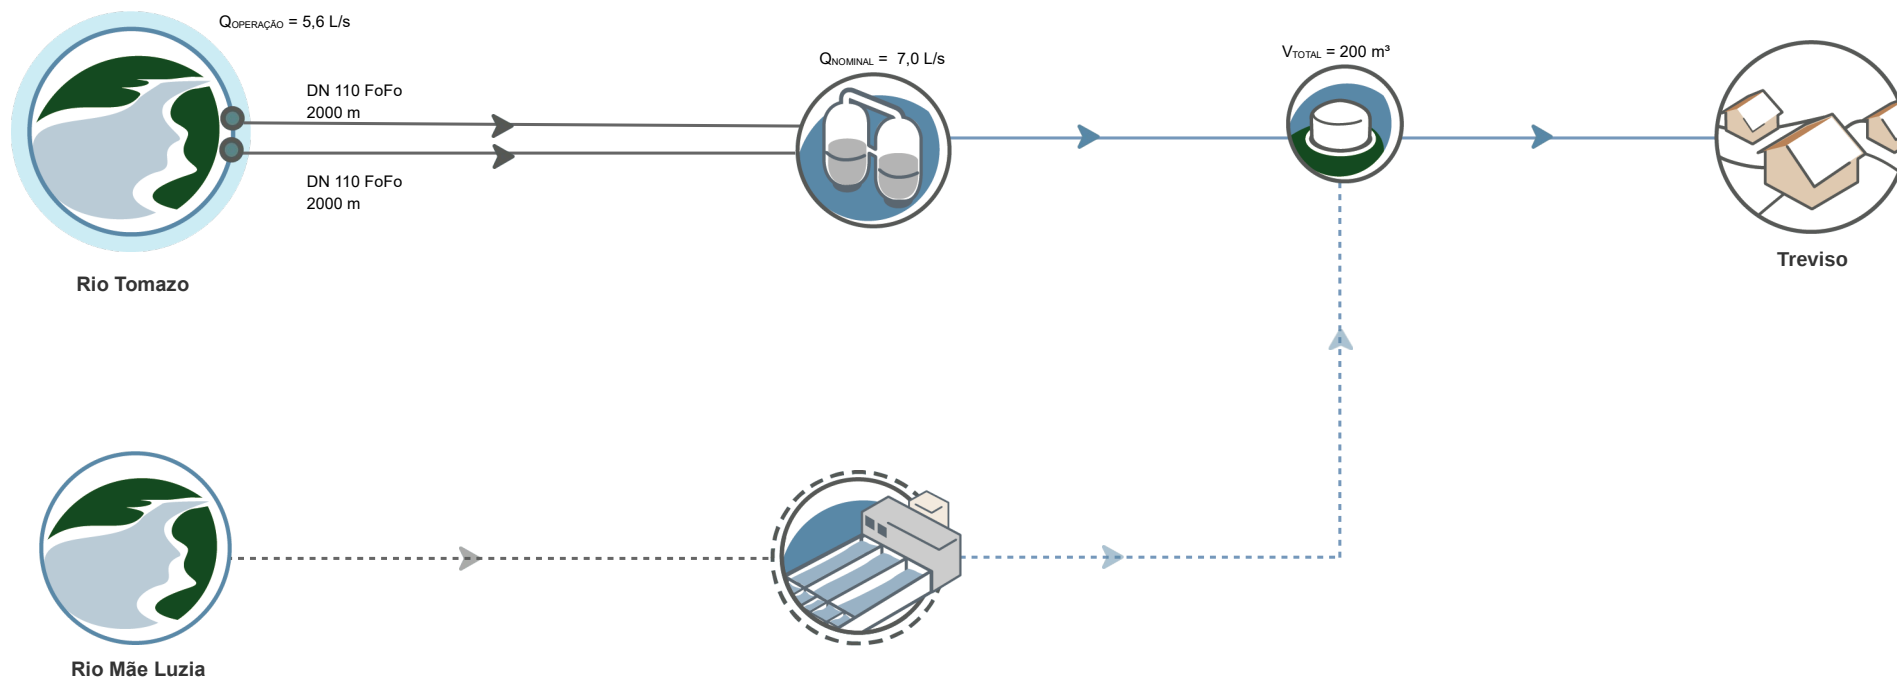 QOPERAÇÃO = 5,6 L/s
QNOMINAL = 7,0 L/s
VTOTAL = 200 m³
DN 110 FoFo
2000 m
DN 110 FoFo
2000 m
Treviso
Rio Tomazo
Rio Mãe Luzia